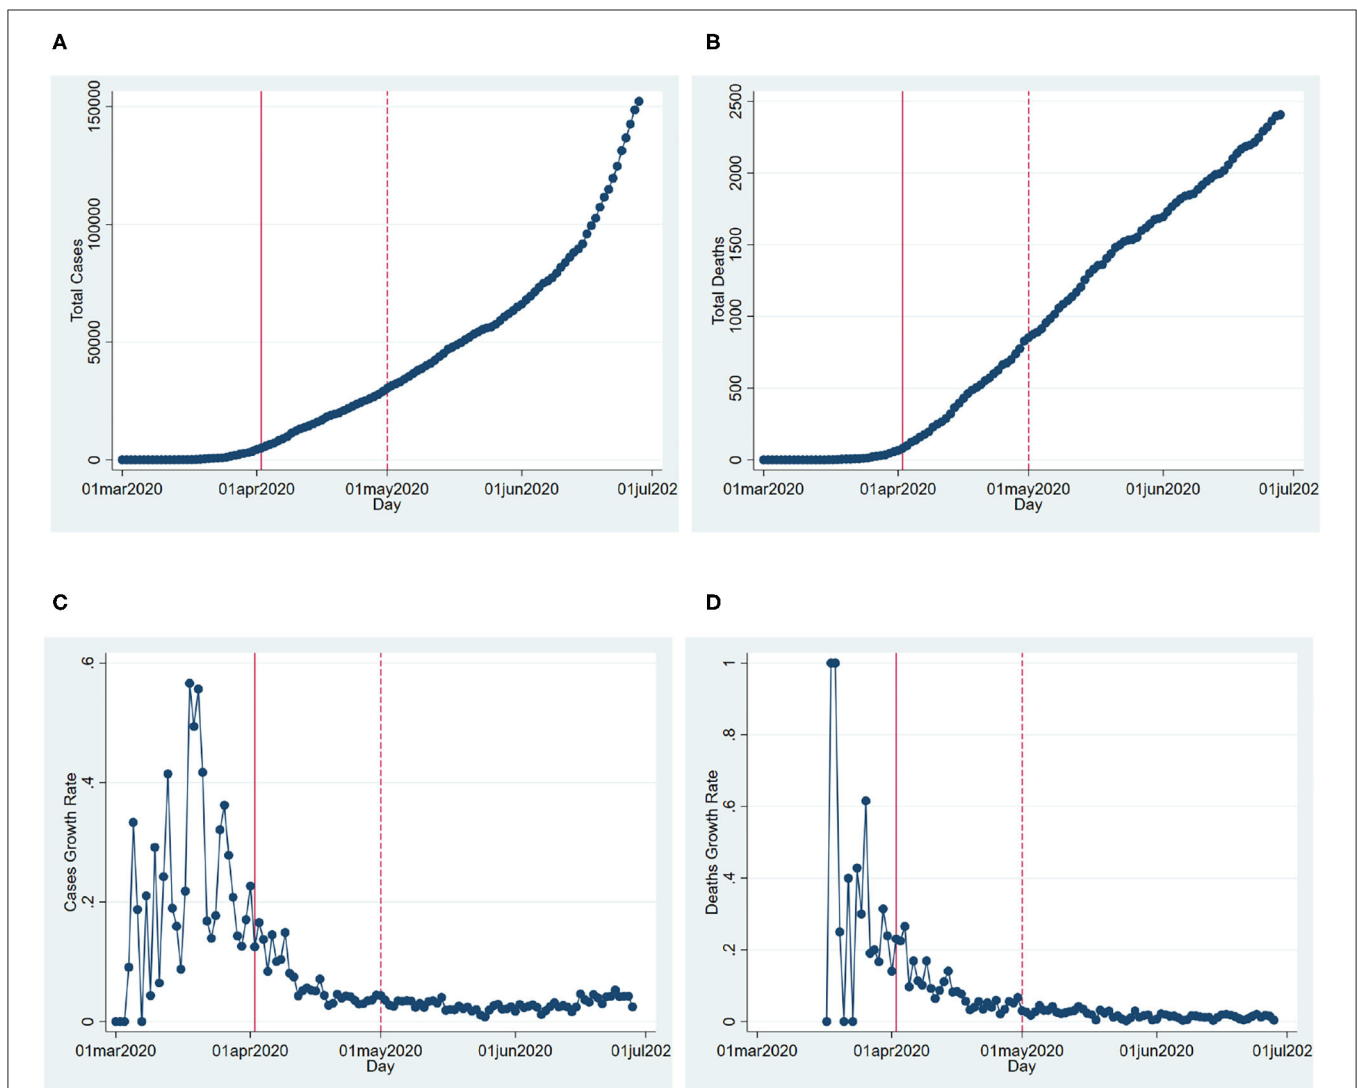 A
B
150000
100000
50000
0
Total Cases
01mar2020 01apr2020 01may2020 01jun2020 01jul202
Day
2500
2000
1500
1000
500
0
Total Deaths
01mar2020 01apr2020 01may2020 01jun2020 01jul202
Day
C
D
.6
.4
.2
0
Cases Growth Rate
01mar2020 01apr2020 01may2020 01jun2020 01jul202
Day
1
.8
.6
.4
.2
0
Deaths Growth Rate
01mar2020 01apr2020 01may2020 01jun2020 01jul202
Day